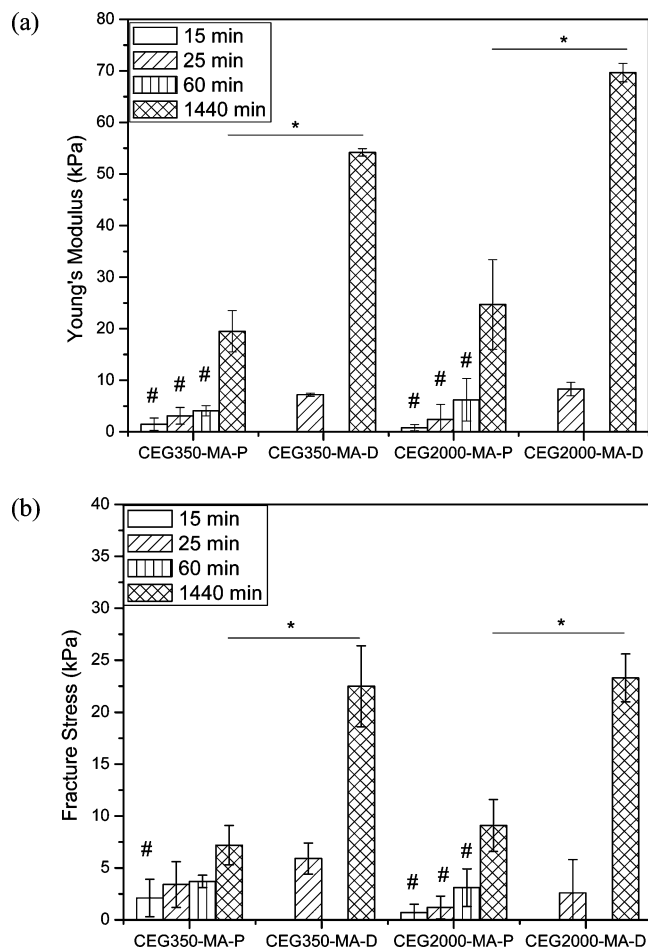 (a)
80
70
60
50
40
30
20
10
0
Young's Modulus (kPa)
15 min
25 min
60 min
1440 min
*
*
# # #
# # #
CEG350-MA-P CEG350-MA-D CEG2000-MA-P CEG2000-MA-D
(b)
40
35
30
25
20
15
10
5
0
Fracture Stress (kPa)
15 min
25 min
60 min
1440 min
* *
#
# # #
CEG350-MA-P CEG350-MA-D CEG2000-MA-P CEG2000-MA-D